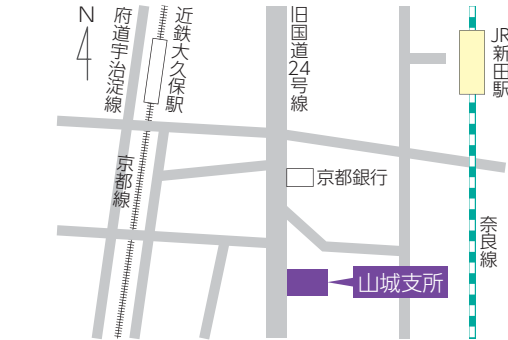 N
府道宇治淀線
近鉄大久保駅
旧国道24号線
JR新田駅
京都線
京都銀行
奈良線
山城支所